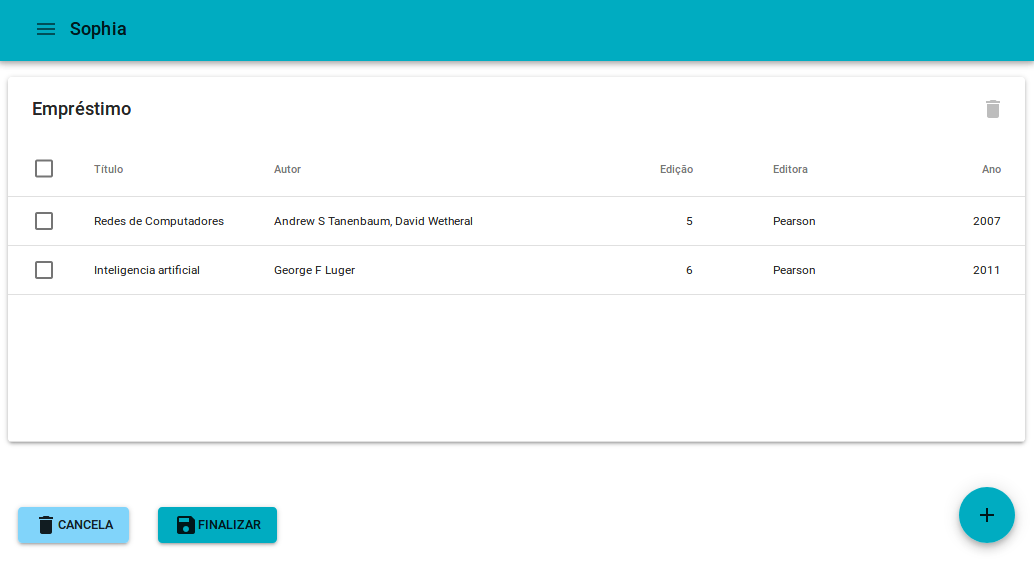 Sophia
Empréstimo
Título Autor Edição Editora Ano
Redes de Computadores Andrew S Tanenbaum, David Wetheral 5 Pearson 2007
Inteligencia artificial George F Luger 6 Pearson 2011
CANCELA FINALIZAR